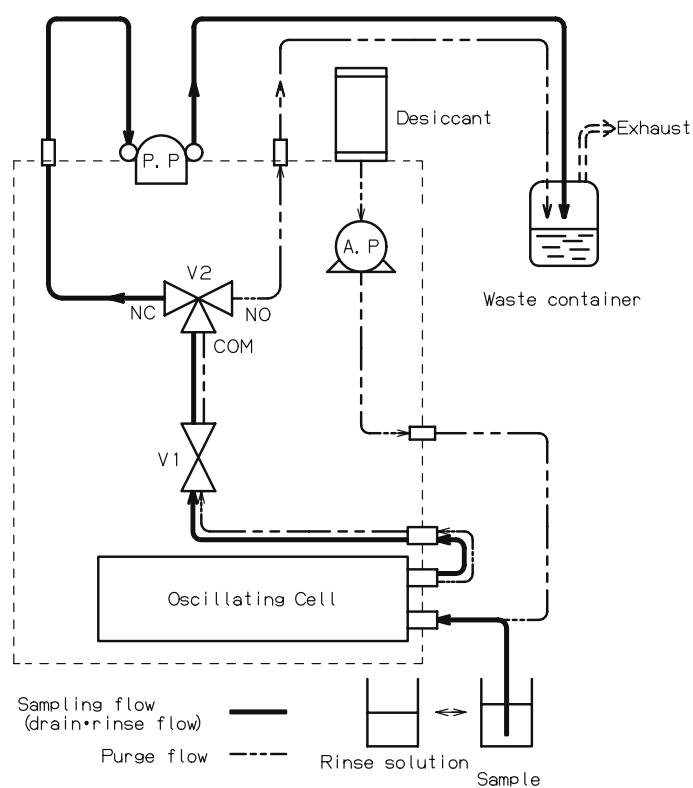 Desiccant
Exhaust
P. P
A. P
V2
NC
NO
COM
Waste container
V1
Oscillating Cell
Sampling flow
(drain•rinse flow)
Purge flow
Rinse solution
Sample